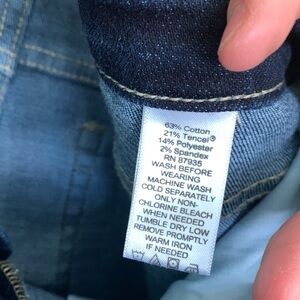 63% Cotton
21% Tencel®
14% Polyester
2% Spandex
RN 87935
WASH BEFORE
WEARING
MACHINE WASH
COLD SEPARATELY
ONLY NON-
CHLORINE BLEACH
WHEN NEEDED
TUMBLE DRY LOW
REMOVE PROMPTLY
WARM IRON
IF NEEDED